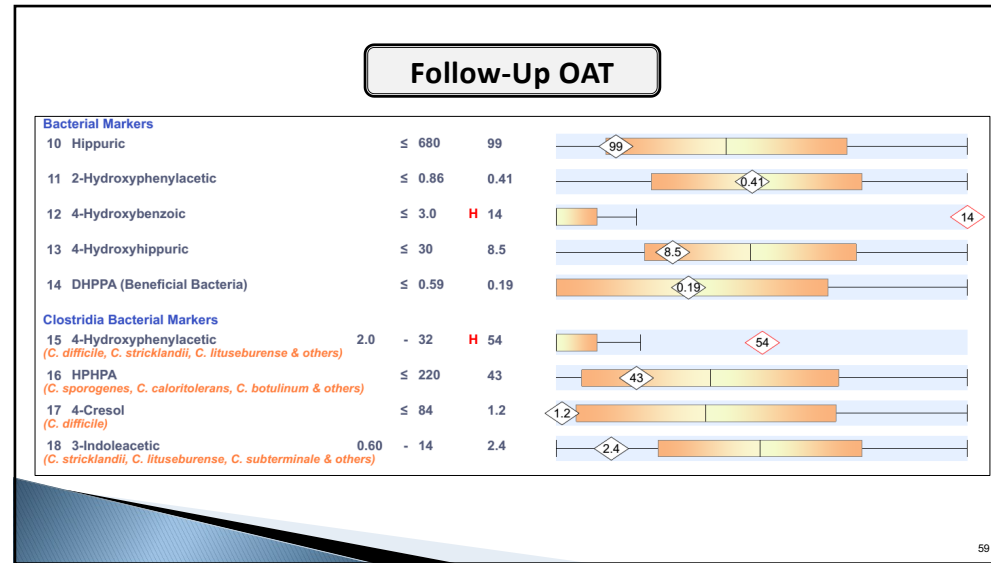 Follow-Up OAT
Bacterial Markers
10 Hippuric ≤ 680 99 99
11 2-Hydroxyphenylacetic ≤ 0.86 0.41 0.41
12 4-Hydroxybenzoic ≤ 3.0 H 14 14
13 4-Hydroxyhippuric ≤ 30 8.5 8.5
14 DHPPA (Beneficial Bacteria) ≤ 0.59 0.19 0.19
Clostridia Bacterial Markers
15 4-Hydroxyphenylacetic 2.0 - 32 H 54 54
(C. difficile, C. stricklandii, C. lituseburense & others)
16 HPHPA ≤ 220 43 43
(C. sporogenes, C. caloritolerans, C. botulinum & others)
17 4-Cresol ≤ 84 1.2 1.2
(C. difficile)
18 3-Indoleacetic 0.60 - 14 2.4 2.4
(C. stricklandii, C. lituseburense, C. subterminale & others)
59